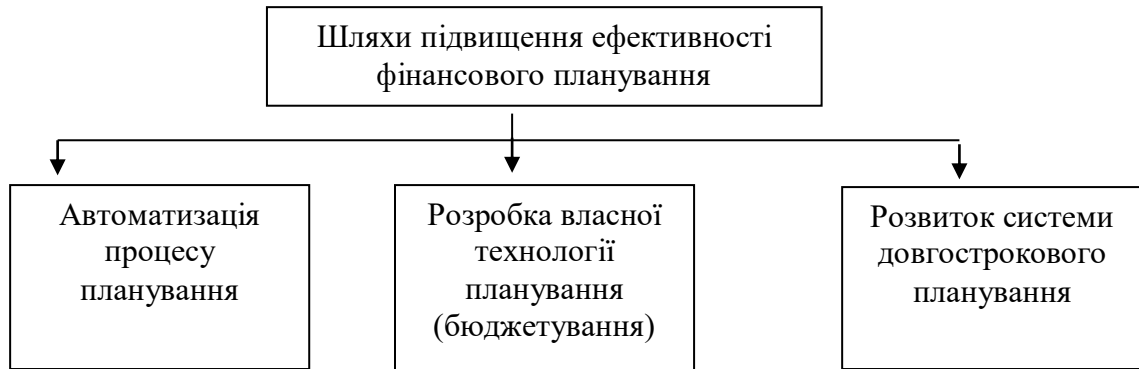 Шляхи підвищення ефективності
фінансового планування
Автоматизація
процесу
планування
Розробка власної
технології
планування
(бюджетування)
Розвиток системи
довгострокового
планування